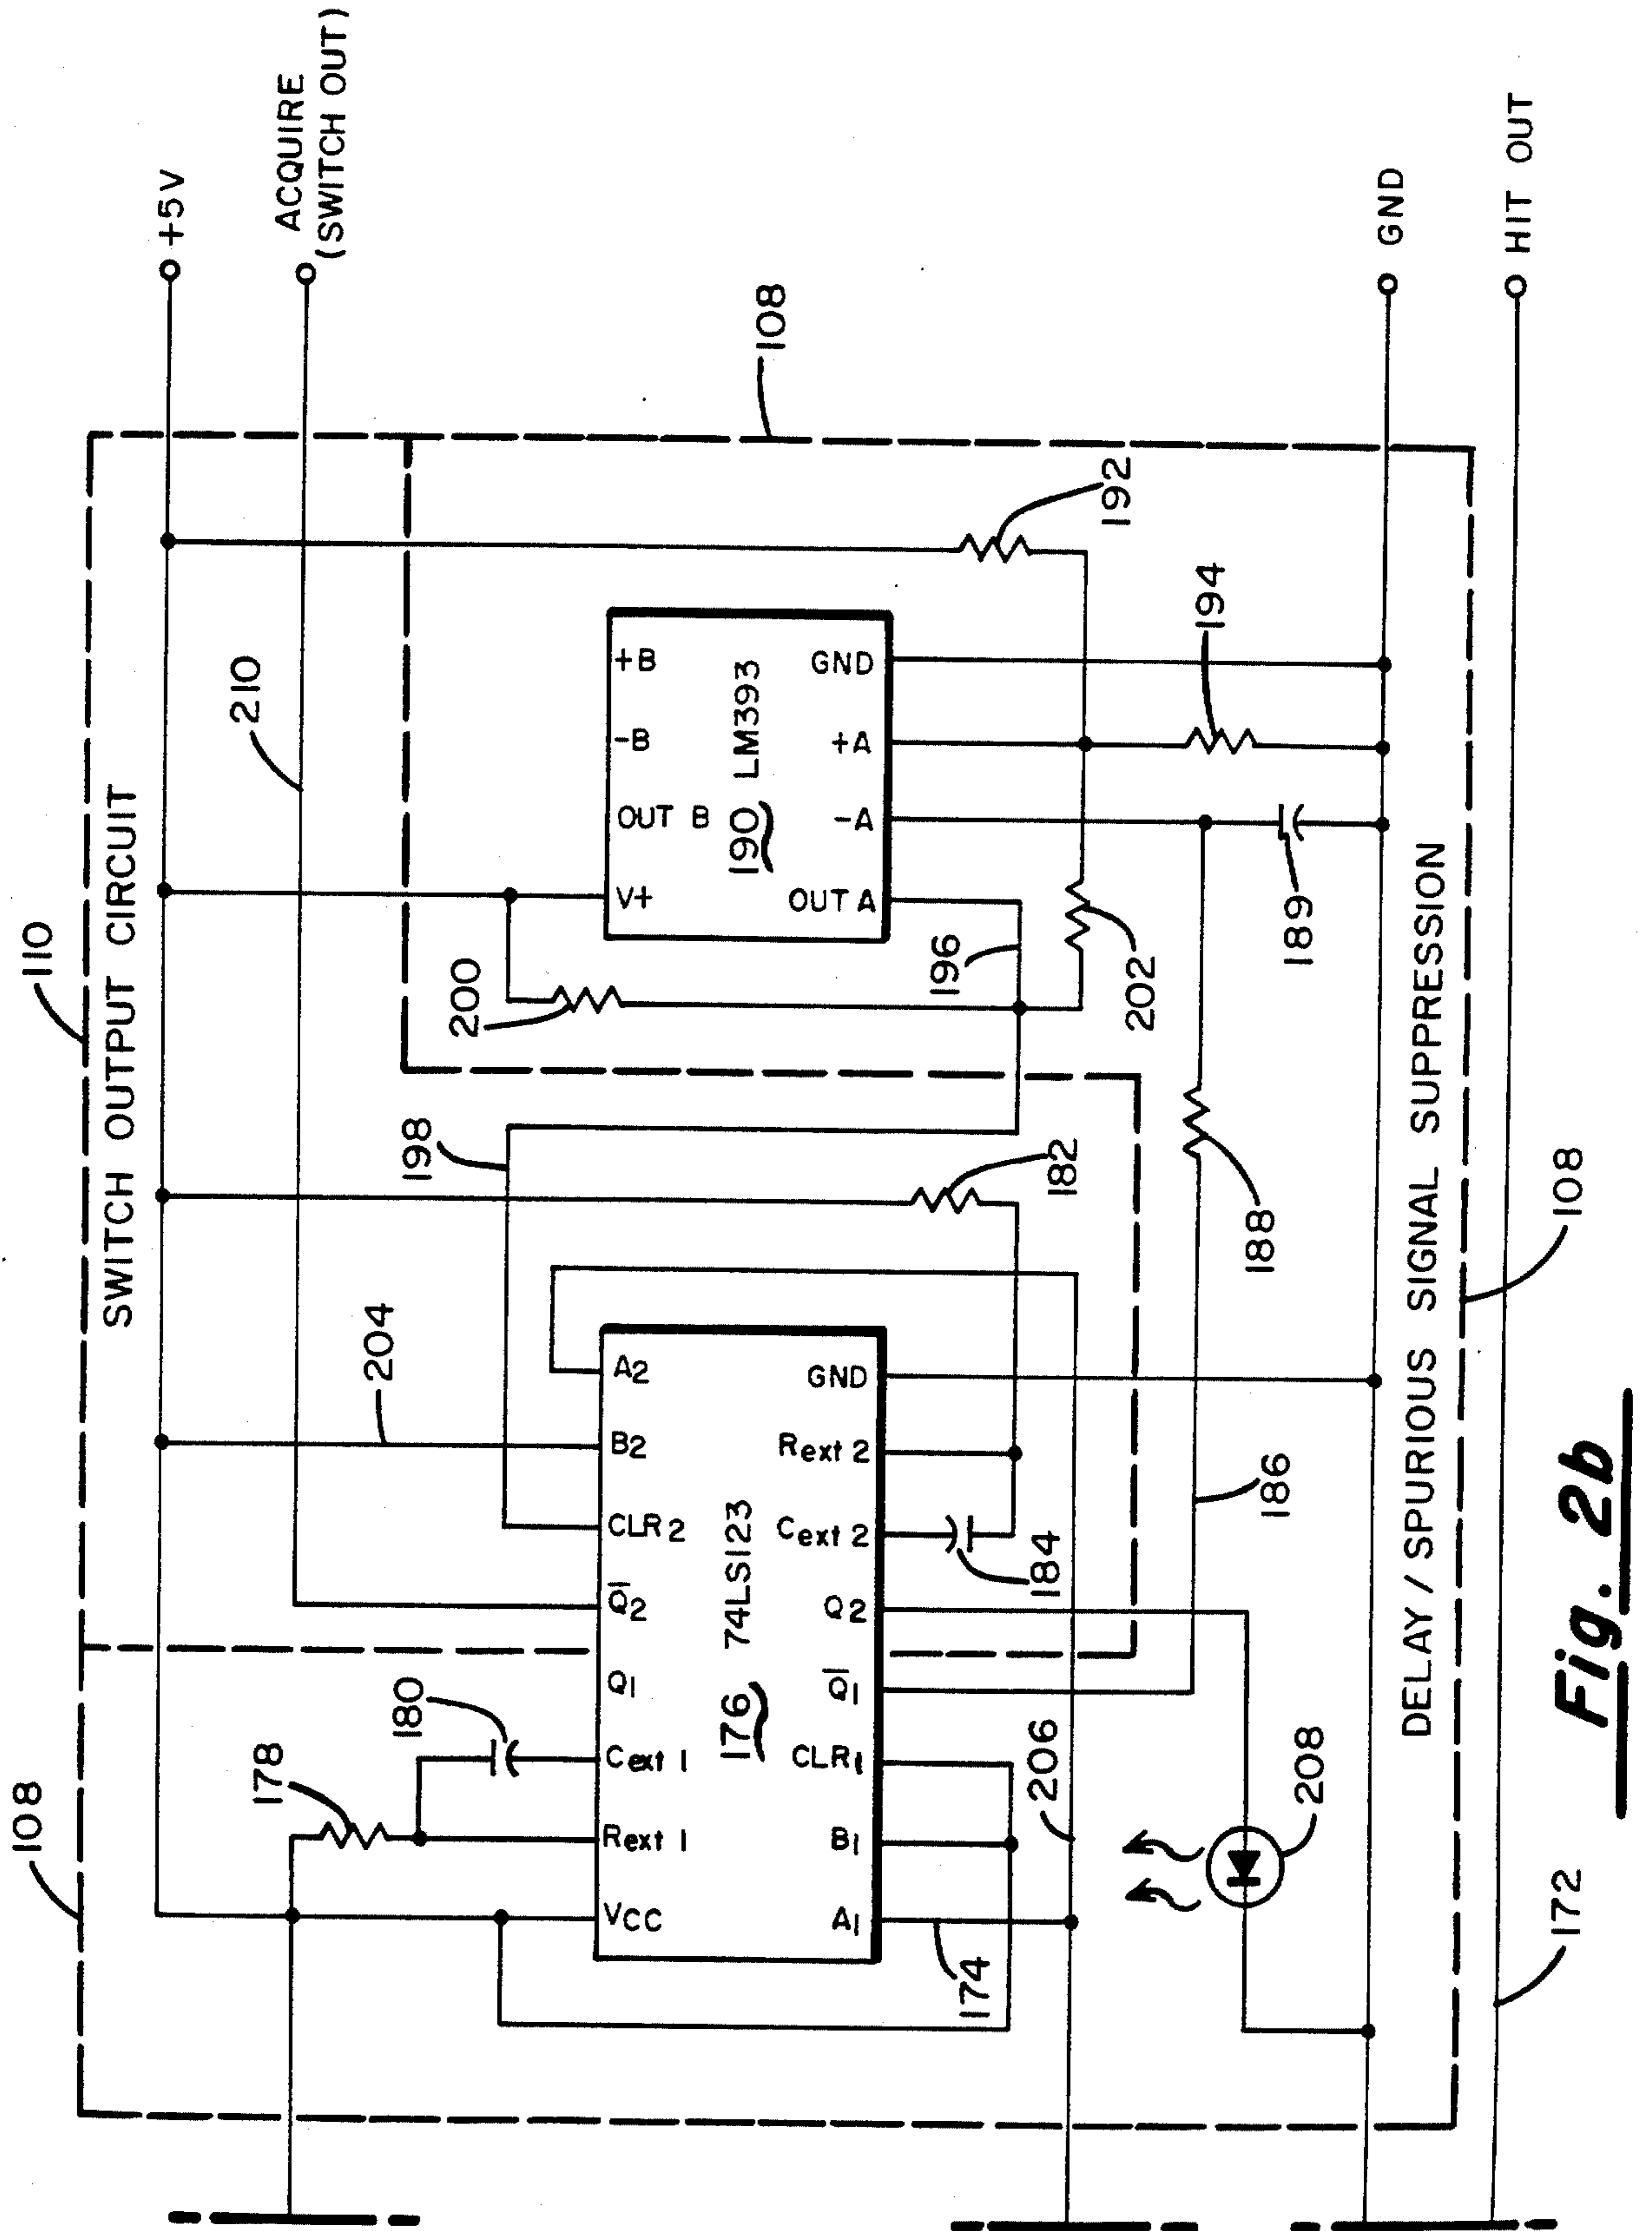 110
SWITCH OUTPUT CIRCUIT
108
+5V
ACQUIRE
(SWITCH OUT)
210
204
198
200
108
178
180
VCC
Rext 1
Cext 1
Q1
Q̅2
CLR2
B2
A2
176 74LS123
A1
B1
CLR1
Q̅1
Q2
Cext 2
Rext 2
GND
V+
OUT B
-B
+B
190 LM393
OUT A
-A
+A
GND
174
206
184
182
196
202
192
194
189
188
186
208
GND
DELAY / SPURIOUS SIGNAL SUPPRESSION
108
172
HIT OUT
Fig. 2b